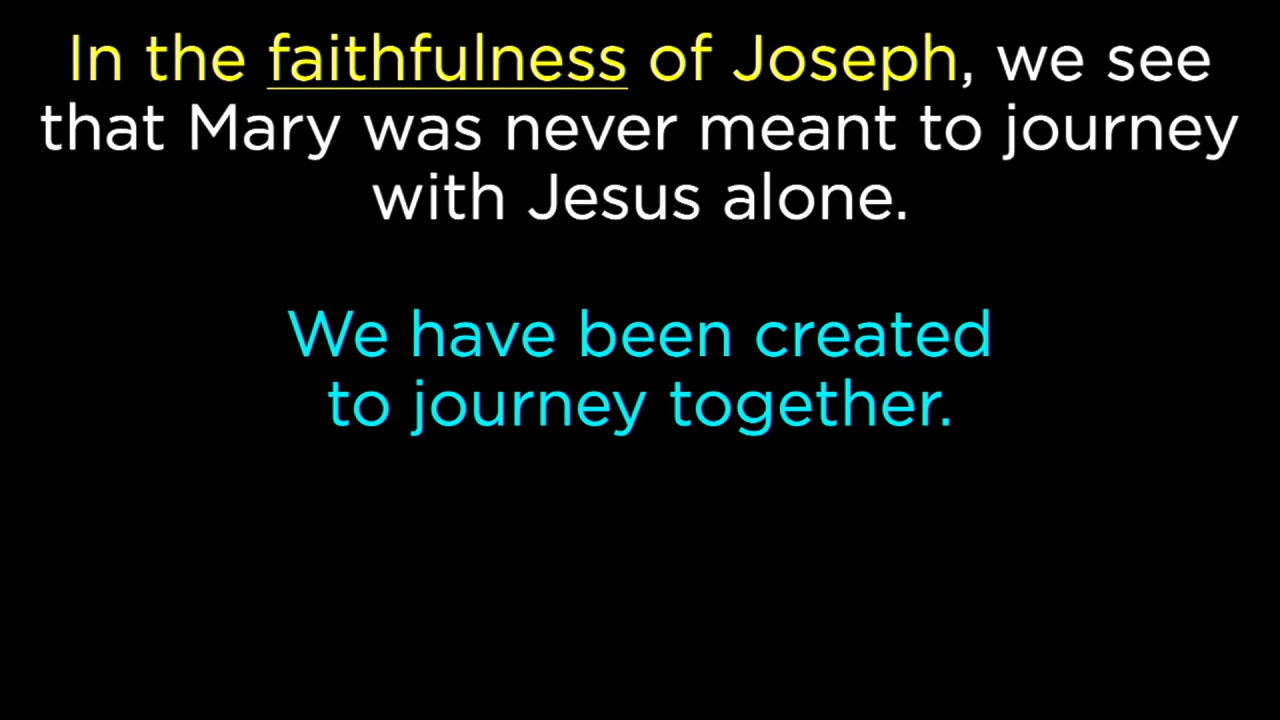 In the faithfulness of Joseph, we see
that Mary was never meant to journey
with Jesus alone.
We have been created
to journey together.